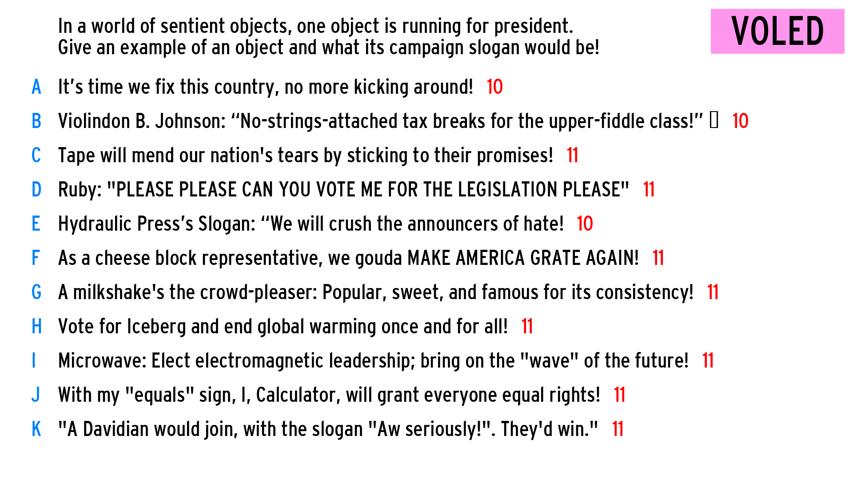 In a world of sentient objects, one object is running for president.
Give an example of an object and what its campaign slogan would be!
VOLED
A It’s time we fix this country, no more kicking around! 10
B Violindon B. Johnson: “No-strings-attached tax breaks for the upper-fiddle class!” ▯ 10
C Tape will mend our nation's tears by sticking to their promises! 11
D Ruby: "PLEASE PLEASE CAN YOU VOTE ME FOR THE LEGISLATION PLEASE" 11
E Hydraulic Press’s Slogan: “We will crush the announcers of hate! 10
F As a cheese block representative, we gouda MAKE AMERICA GRATE AGAIN! 11
G A milkshake's the crowd-pleaser: Popular, sweet, and famous for its consistency! 11
H Vote for Iceberg and end global warming once and for all! 11
I Microwave: Elect electromagnetic leadership; bring on the "wave" of the future! 11
J With my "equals" sign, I, Calculator, will grant everyone equal rights! 11
K "A Davidian would join, with the slogan "Aw seriously!". They'd win." 11